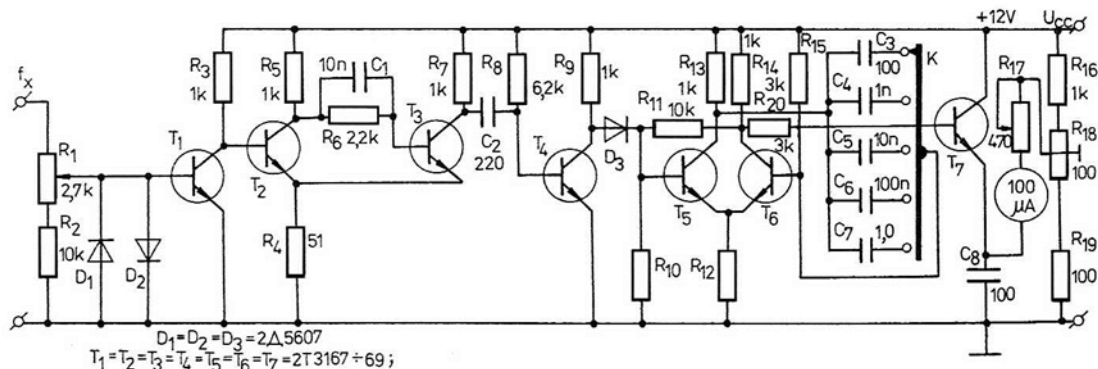 +12V
Ucc
fx
R1
2,7k
R2
10k
D1
D2
R3
1k
T1
R5
1k
T2
R4
51
10n
C1
R6
2,2k
T3
R7
1k
C2
220
R8
6,2k
T4
R9
1k
D3
R11
10k
R10
T5
R12
R13
1k
1k
R14
3k
R15
R20
3k
T6
C3
100
C4
1n
C5
10n
C6
100n
C7
1,0
K
T7
C8
100
R17
470
100
μA
R16
1k
R18
100
R19
100
D1=D2=D3=2Д5607
T1=T2=T3=T4=T5=T6=T7=2T3167÷69;